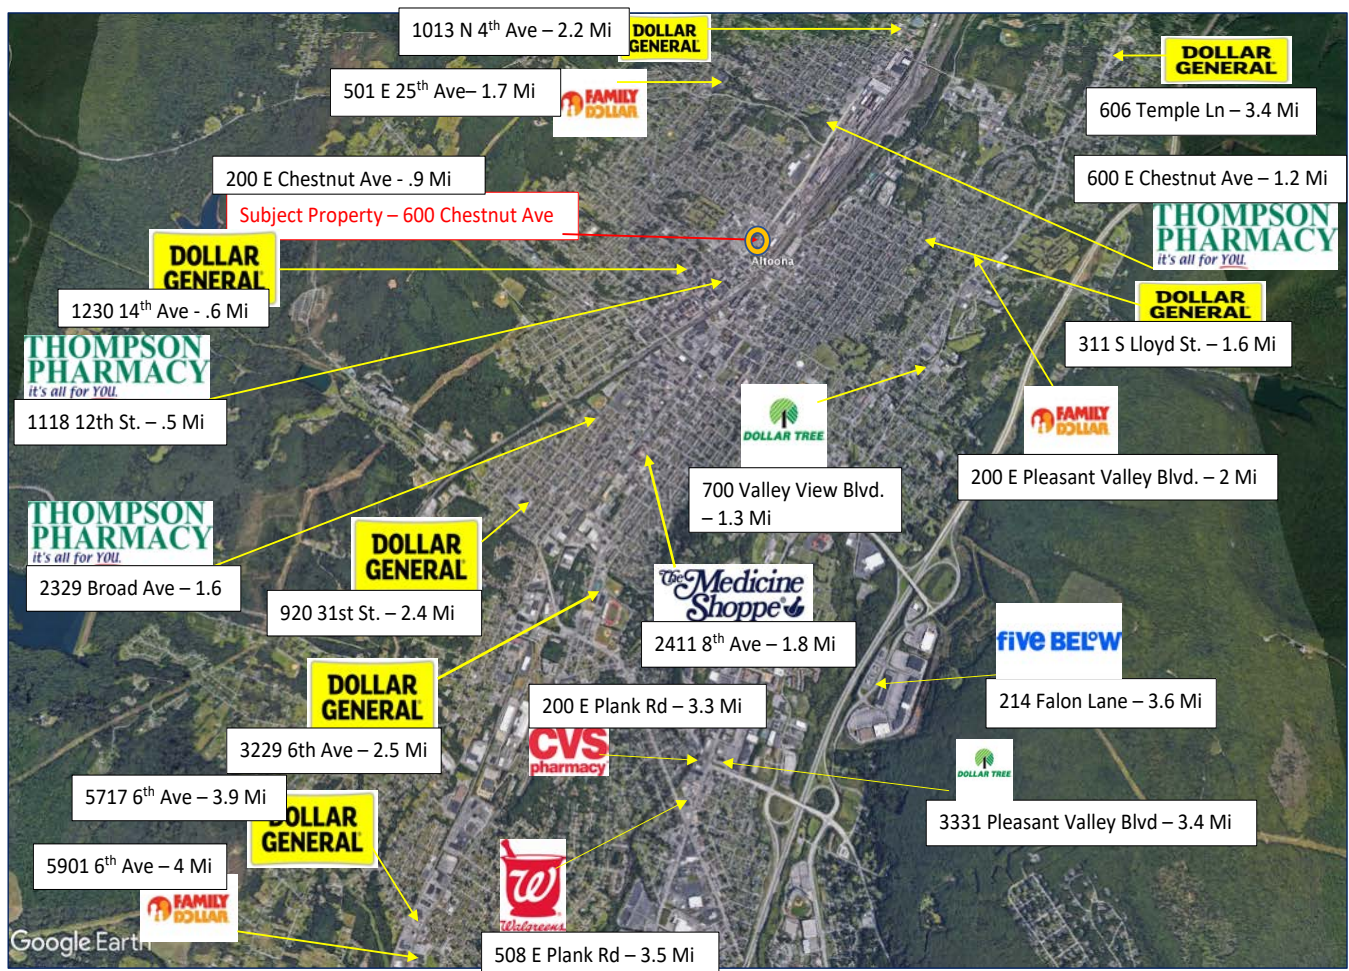 1013 N 4th Ave – 2.2 Mi
DOLLAR
GENERAL
501 E 25th Ave– 1.7 Mi
FAMILY
DOLLAR
DOLLAR
GENERAL
606 Temple Ln – 3.4 Mi
200 E Chestnut Ave - .9 Mi
Subject Property – 600 Chestnut Ave
600 E Chestnut Ave – 1.2 Mi
THOMPSON
PHARMACY
it's all for YOU.
Altoona
DOLLAR
GENERAL
1230 14th Ave - .6 Mi
DOLLAR
GENERAL
311 S Lloyd St. – 1.6 Mi
THOMPSON
PHARMACY
it's all for YOU.
1118 12th St. – .5 Mi
DOLLAR TREE
700 Valley View Blvd.
– 1.3 Mi
FAMILY
DOLLAR
200 E Pleasant Valley Blvd. – 2 Mi
THOMPSON
PHARMACY
it's all for YOU.
2329 Broad Ave – 1.6
DOLLAR
GENERAL
920 31st St. – 2.4 Mi
The Medicine
Shoppe
2411 8th Ave – 1.8 Mi
five BELOW
214 Falon Lane – 3.6 Mi
DOLLAR
GENERAL
3229 6th Ave – 2.5 Mi
200 E Plank Rd – 3.3 Mi
CVS
pharmacy
DOLLAR TREE
3331 Pleasant Valley Blvd – 3.4 Mi
5717 6th Ave – 3.9 Mi
DOLLAR
GENERAL
5901 6th Ave – 4 Mi
FAMILY
DOLLAR
W
Walgreens
508 E Plank Rd – 3.5 Mi
Google Earth